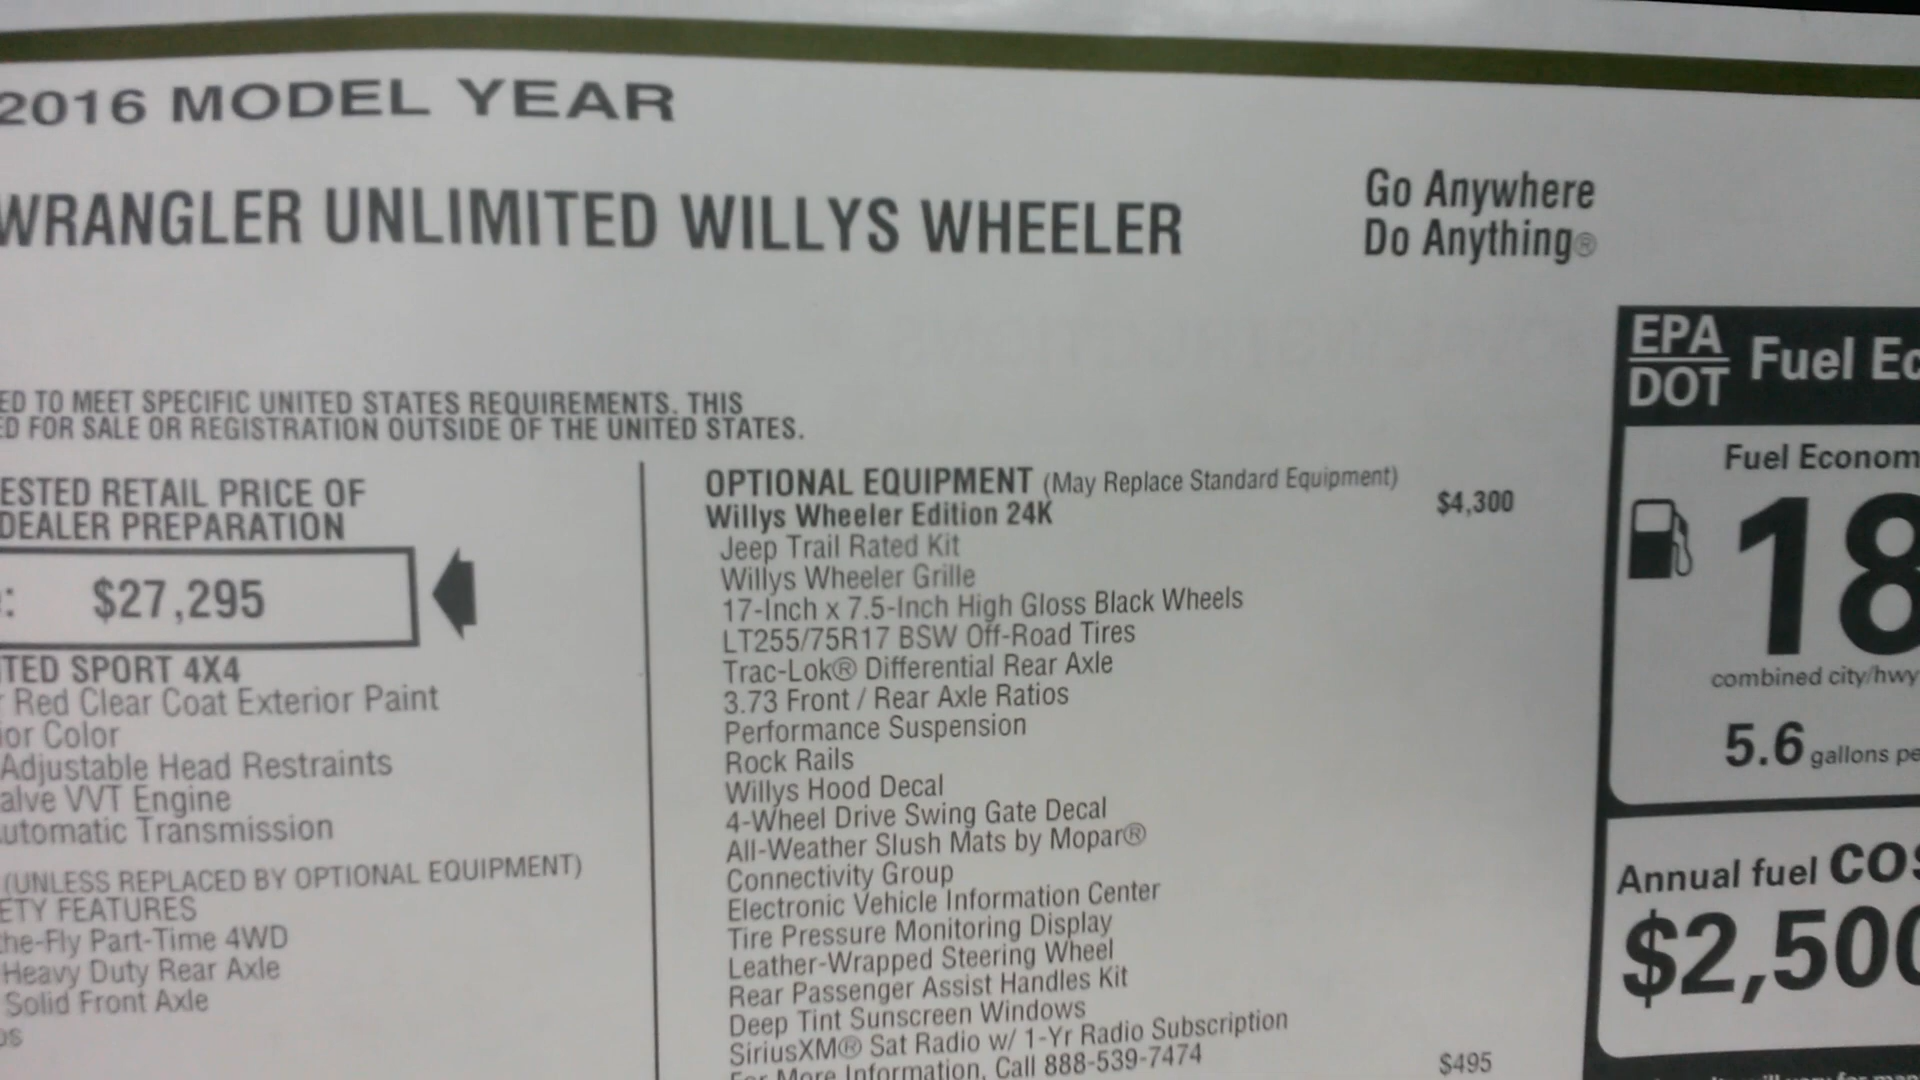 2016 MODEL YEAR
WRANGLER UNLIMITED WILLYS WHEELER
Go Anywhere
Do Anything®
ED TO MEET SPECIFIC UNITED STATES REQUIREMENTS. THIS
ED FOR SALE OR REGISTRATION OUTSIDE OF THE UNITED STATES.
ESTED RETAIL PRICE OF
DEALER PREPARATION
: $27,295
TED SPORT 4X4
Red Clear Coat Exterior Paint
ior Color
Adjustable Head Restraints
alve VVT Engine
utomatic Transmission
(UNLESS REPLACED BY OPTIONAL EQUIPMENT)
ETY FEATURES
the-Fly Part-Time 4WD
Heavy Duty Rear Axle
Solid Front Axle
OPTIONAL EQUIPMENT (May Replace Standard Equipment)
Willys Wheeler Edition 24K $4,300
Jeep Trail Rated Kit
Willys Wheeler Grille
17-Inch x 7.5-Inch High Gloss Black Wheels
LT255/75R17 BSW Off-Road Tires
Trac-Lok® Differential Rear Axle
3.73 Front / Rear Axle Ratios
Performance Suspension
Rock Rails
Willys Hood Decal
4-Wheel Drive Swing Gate Decal
All-Weather Slush Mats by Mopar®
Connectivity Group
Electronic Vehicle Information Center
Tire Pressure Monitoring Display
Leather-Wrapped Steering Wheel
Rear Passenger Assist Handles Kit
Deep Tint Sunscreen Windows
SiriusXM® Sat Radio w/ 1-Yr Radio Subscription
For More Information, Call 888-539-7474
$495
EPA
DOT
Fuel Ec
Fuel Econom
18
combined city/hwy
5.6 gallons pe
Annual fuel COS
$2,500